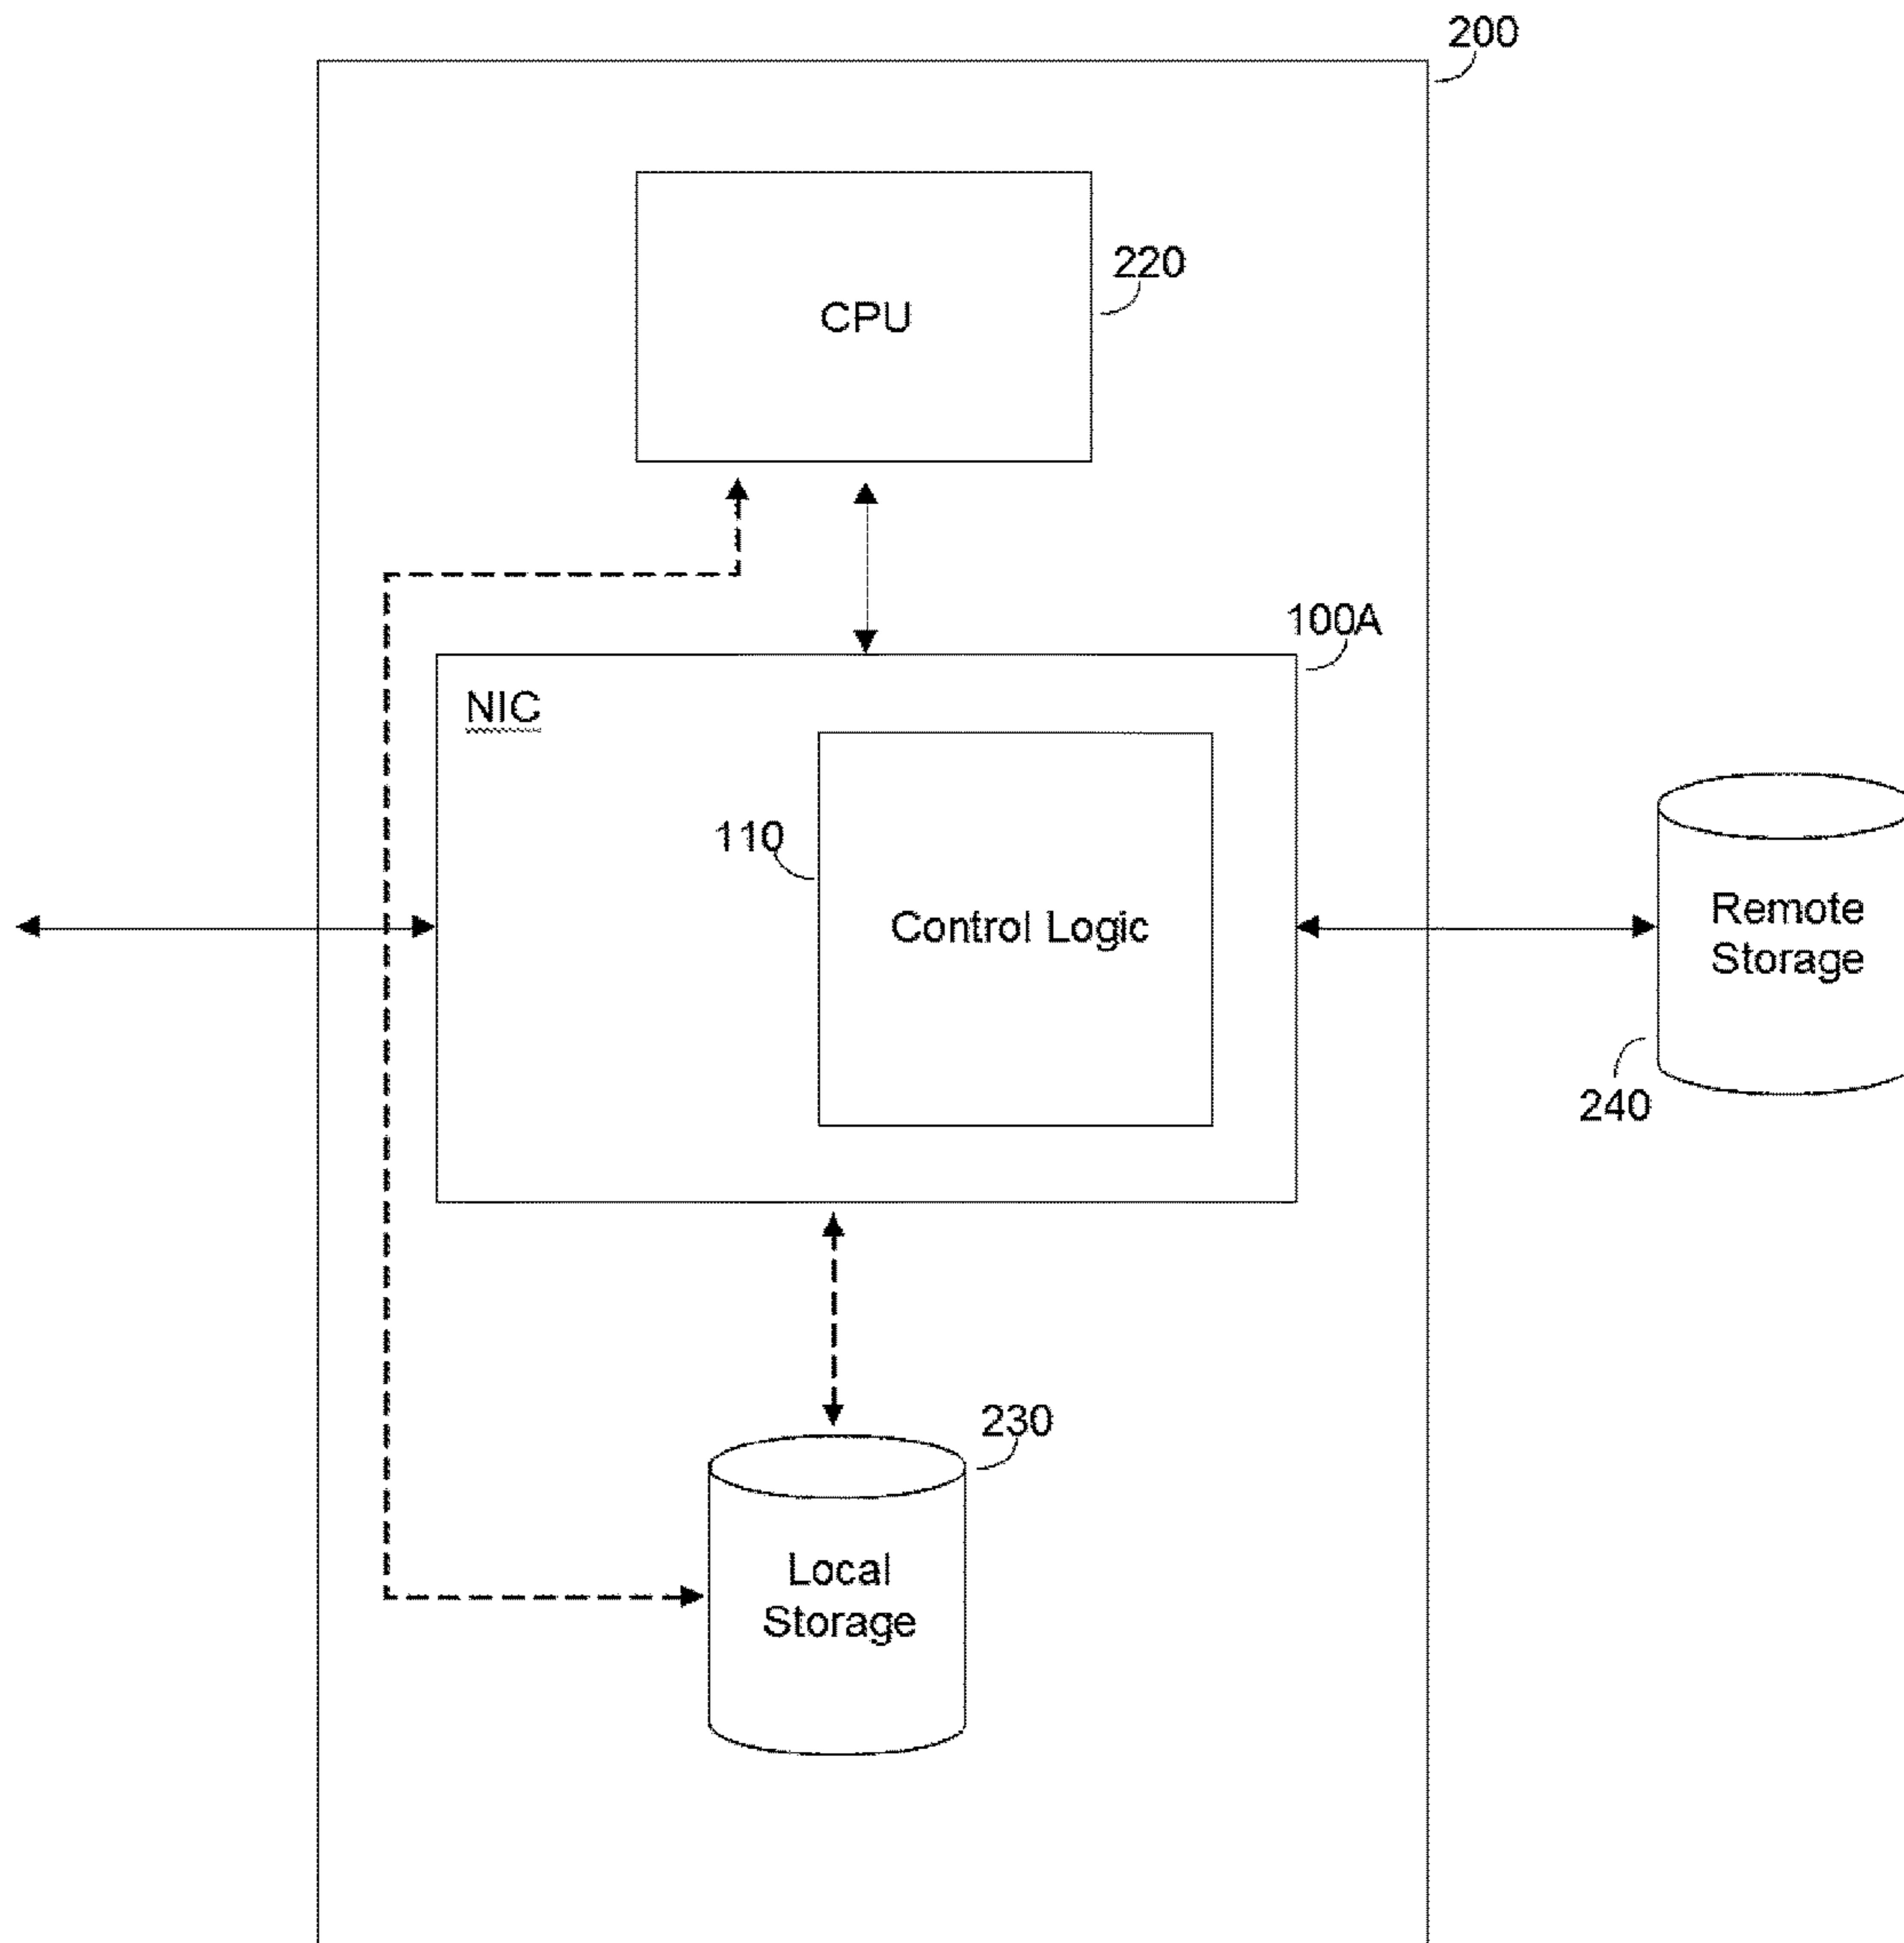 200
220
CPU
100A
NIC
110
Control Logic
Remote
Storage
240
230
Local
Storage